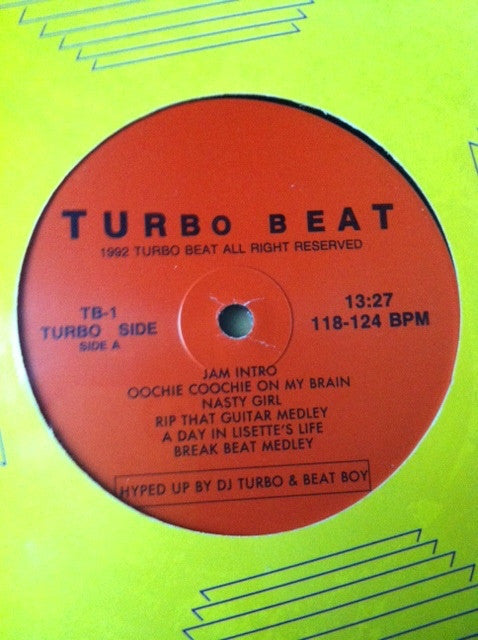 TURBO BEAT
1992 TURBO BEAT ALL RIGHT RESERVED
TB-1
TURBO SIDE
SIDE A
13:27
118-124 BPM
JAM INTRO
OOCHIE COOCHIE ON MY BRAIN
NASTY GIRL
RIP THAT GUITAR MEDLEY
A DAY IN LISETTE'S LIFE
BREAK BEAT MEDLEY
HYPED UP BY DJ TURBO & BEAT BOY